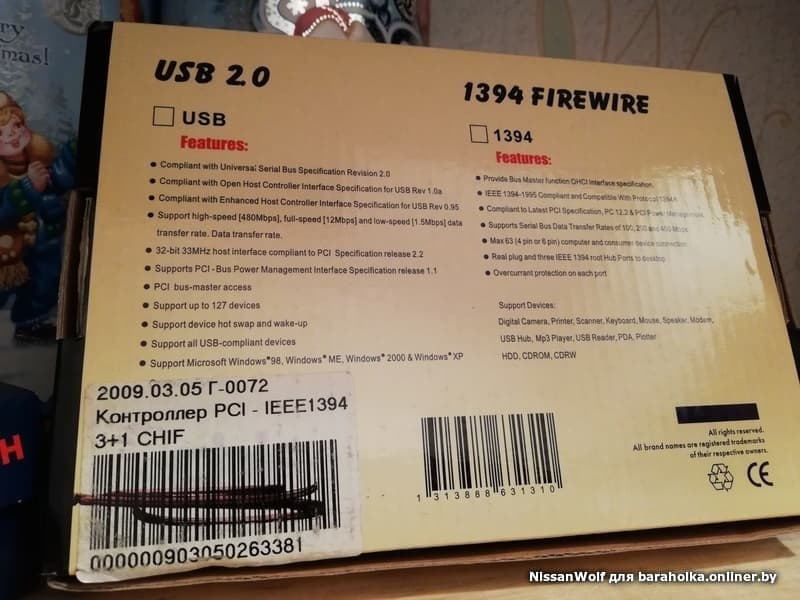 ry
mas!
USB 2.0
USB
Features:
Compliant with Universal Serial Bus Specification Revision 2.0
Compliant with Open Host Controller Interface Specification for USB Rev 1.0a
Compliant with Enhanced Host Controller Interface Specification for USB Rev 0.95
Support high-speed [480Mbps], full-speed [12Mbps] and low-speed [1.5Mbps] data
transfer rate. Data transfer rate.
32-bit 33MHz host interface compliant to PCI Specification release 2.2
Supports PCI - Bus Power Management Interface Specification release 1.1
PCI bus-master access
Support up to 127 devices
Support device hot swap and wake-up
Support all USB-compliant devices
Support Microsoft Windows®98, Windows® ME, Windows® 2000 & Windows® XP
1394 FIREWIRE
1394
Features:
Provide Bus Master function OHCI Interface specification.
IEEE 1394-1995 Compliant and Compatible With Protocol 1394A
Compliant to Latest PCI Specification, PC 12.2 & PCI Power Management.
Supports Serial Bus Data Transfer Rates of 100, 200 and 400 Mbps
Max 63 (4 pin or 6 pin) computer and consumer device connection
Real plug and three IEEE 1394 root Hub Ports to desktop
Overcurrant protection on each port
Support Devices:
Digital Camera, Printer, Scanner, Keyboard, Mouse, Speaker, Modem,
USB Hub, Mp3 Player, USB Reader, PDA, Plotter
HDD, CDROM, CDRW
2009.03.05 Г-0072
Контроллер PCI - IEEE1394
3+1 CHIF
000000903050263381
1 313888 631310
All rights reserved.
All brand names are registered trademarks
of their respective owners.
CE
H
NissanWolf для baraholka.onliner.by